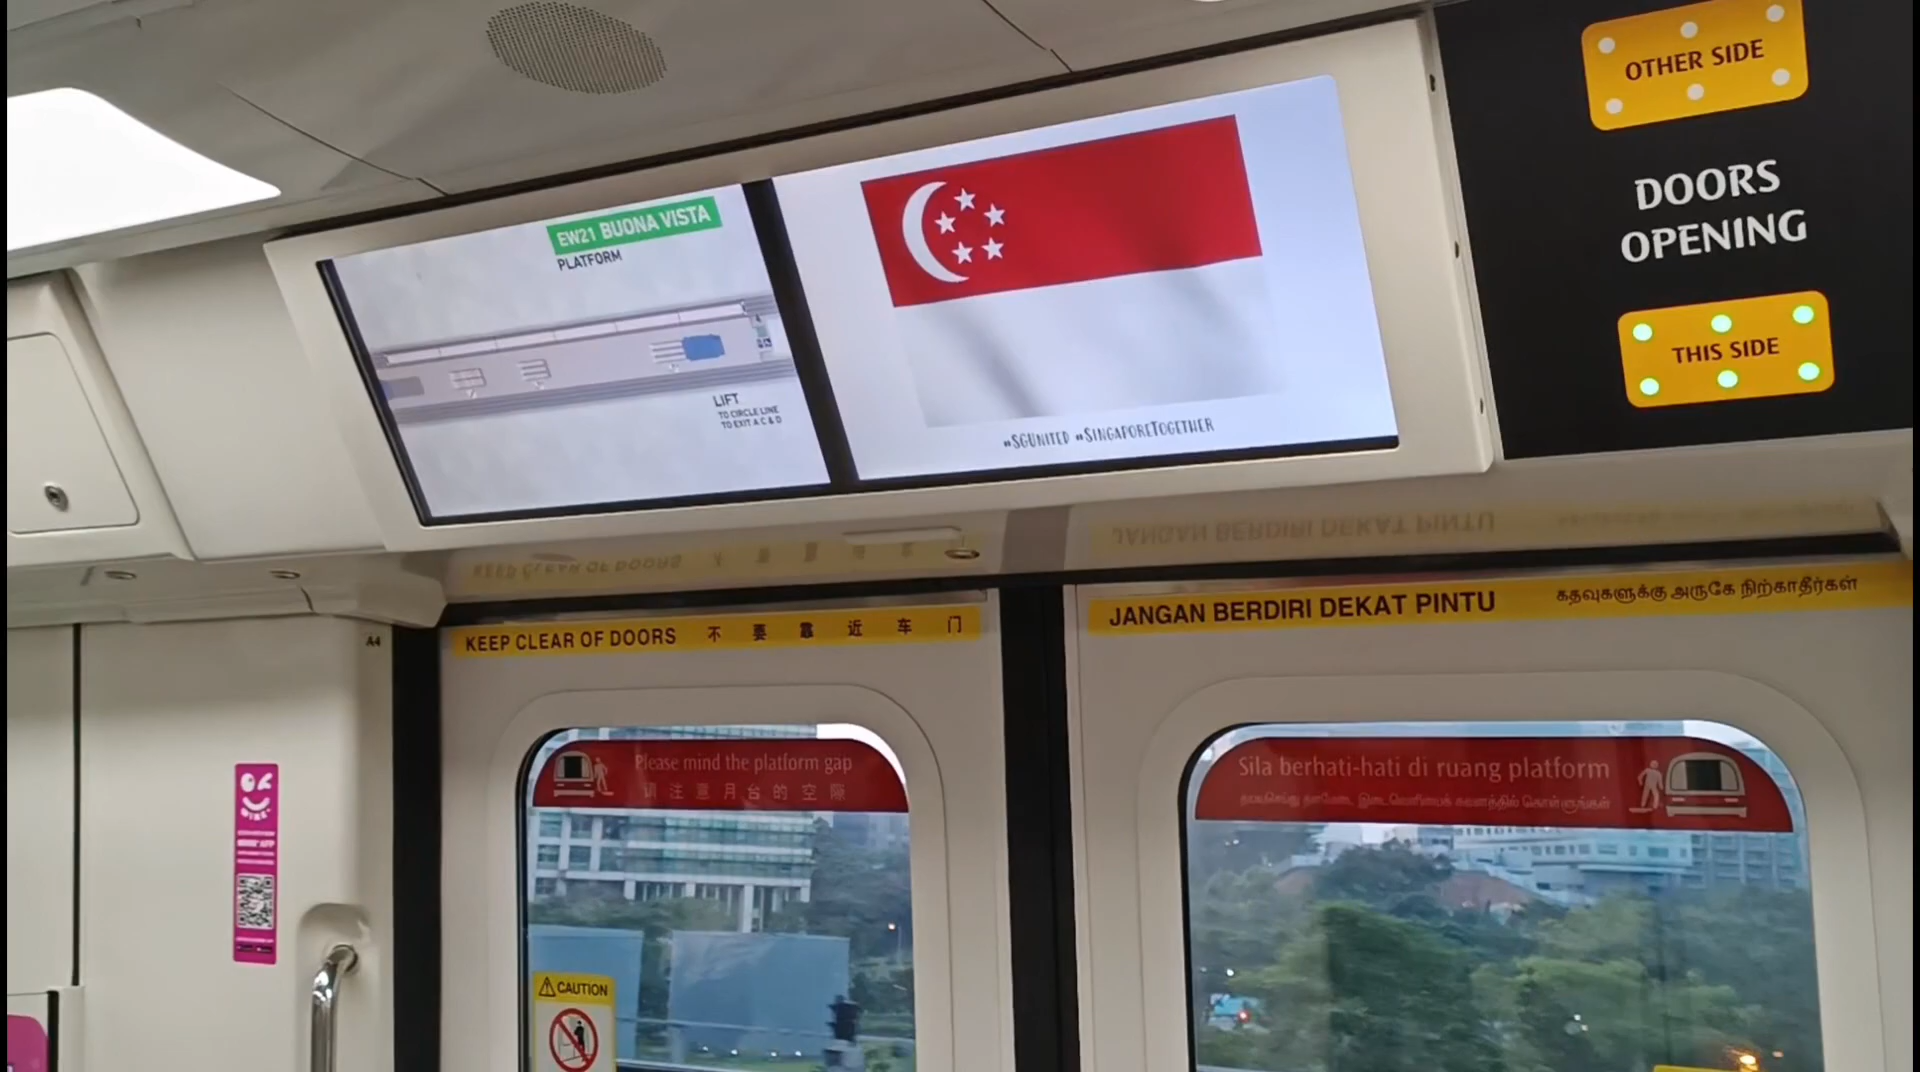 OTHER SIDE
DOORS
OPENING
THIS SIDE
EW21 BUONA VISTA
PLATFORM
LIFT
TO CIRCLE LINE
TO EXIT A C & D
#SGUNITED #SINGAPORETOGETHER
KEEP CLEAR OF DOORS 不要靠近车门
JANGAN BERDIRI DEKAT PINTU கதவுகளுக்கு அருகே நிற்காதீர்கள்
A4
Please mind the platform gap
请注意月台的空隙
Sila berhati-hati di ruang platform
CAUTION